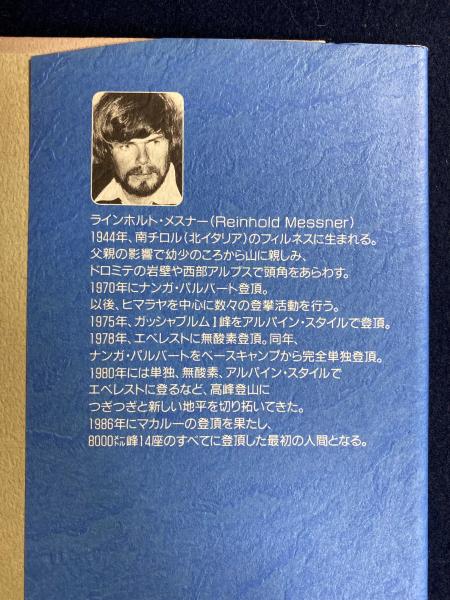 ラインホルト・メスナー(Reinhold Messner)
1944年、南チロル(北イタリア)のフィルネスに生まれる。
父親の影響で幼少のころから山に親しみ、
ドロミテの岩壁や西部アルプスで頭角をあらわす。
1970年にナンガ・パルバート登頂。
以後、ヒマラヤを中心に数々の登攀活動を行う。
1975年、ガッシャブルムⅠ峰をアルパイン・スタイルで登頂。
1978年、エベレストに無酸素登頂。同年、
ナンガ・パルバートをベースキャンプから完全単独登頂。
1980年には単独、無酸素、アルパイン・スタイルで
エベレストに登るなど、高峰登山に
つぎつぎと新しい地平を切り拓いてきた。
1986年にマカルーの登頂を果たし、
8000㍍峰14座のすべてに登頂した最初の人間となる。